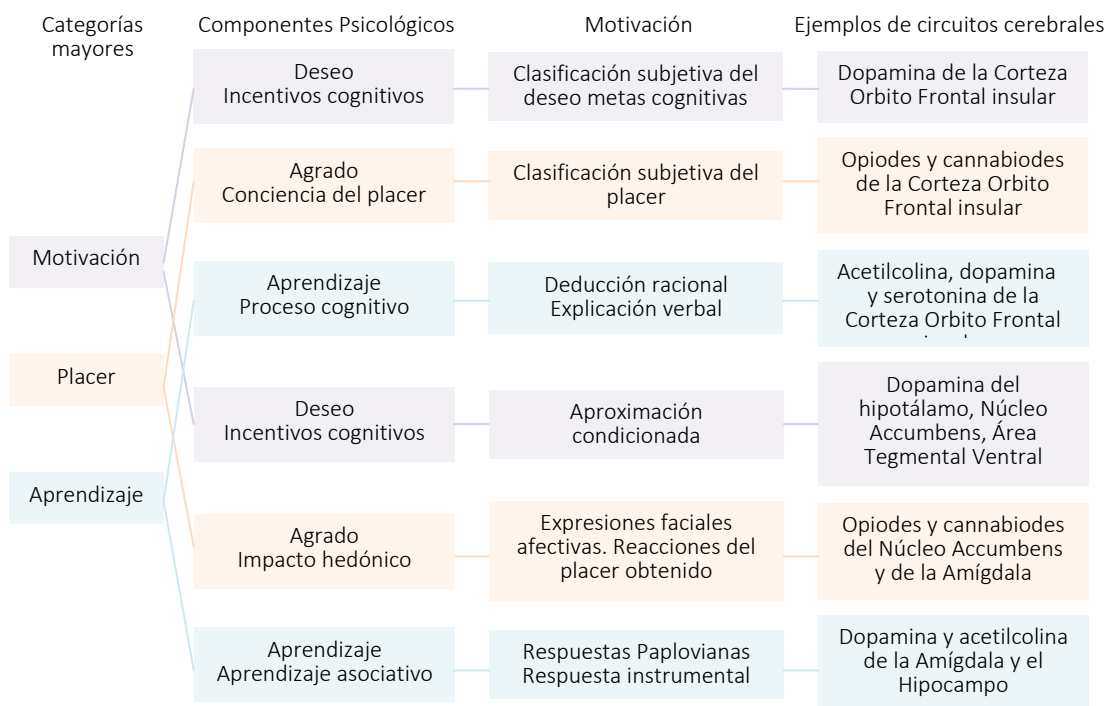 Categorías
mayores
Componentes Psicológicos
Motivación
Ejemplos de circuitos cerebrales
Motivación
Placer
Aprendizaje
Deseo
Incentivos cognitivos
Clasificación subjetiva del
deseo metas cognitivas
Dopamina de la Corteza
Orbito Frontal insular
Agrado
Conciencia del placer
Clasificación subjetiva del
placer
Opiodes y cannabiodes
de la Corteza Orbito
Frontal insular
Aprendizaje
Proceso cognitivo
Deducción racional
Explicación verbal
Acetilcolina, dopamina
y serotonina de la
Corteza Orbito Frontal
Deseo
Incentivos cognitivos
Aproximación
condicionada
Dopamina del
hipotálamo, Núcleo
Accumbens, Área
Tegmental Ventral
Agrado
Impacto hedónico
Expresiones faciales
afectivas. Reacciones del
placer obtenido
Opiodes y cannabiodes
del Núcleo Accumbens
y de la Amígdala
Aprendizaje
Aprendizaje asociativo
Respuestas Paplovianas
Respuesta instrumental
Dopamina y acetilcolina
de la Amígdala y el
Hipocampo